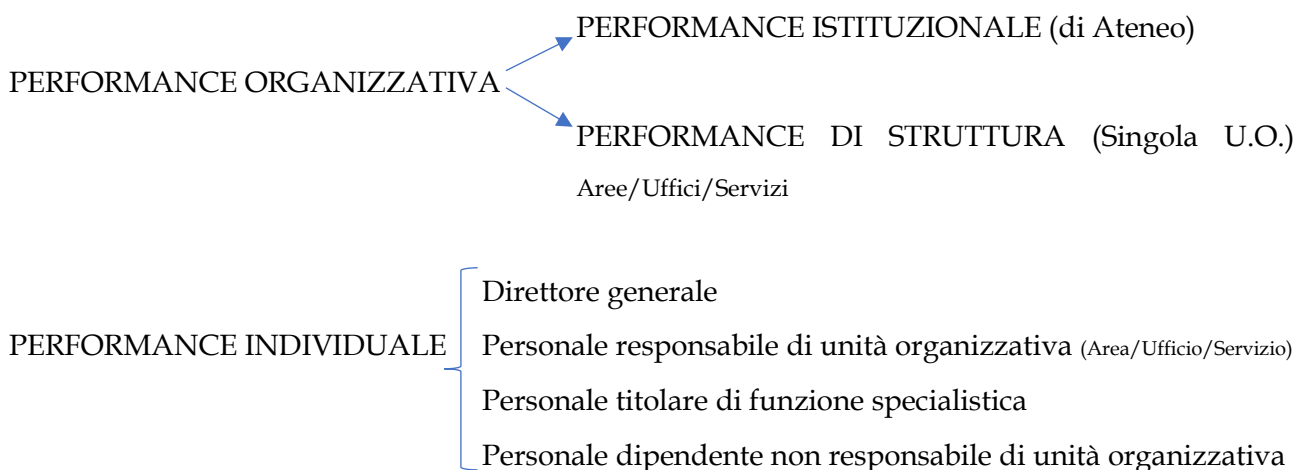 PERFORMANCE ISTITUZIONALE (di Ateneo)
PERFORMANCE ORGANIZZATIVA
PERFORMANCE DI STRUTTURA (Singola U.O.)
Aree/Uffici/Servizi
Direttore generale
PERFORMANCE INDIVIDUALE Personale responsabile di unità organizzativa (Area/Ufficio/Servizio)
Personale titolare di funzione specialistica
Personale dipendente non responsabile di unità organizzativa